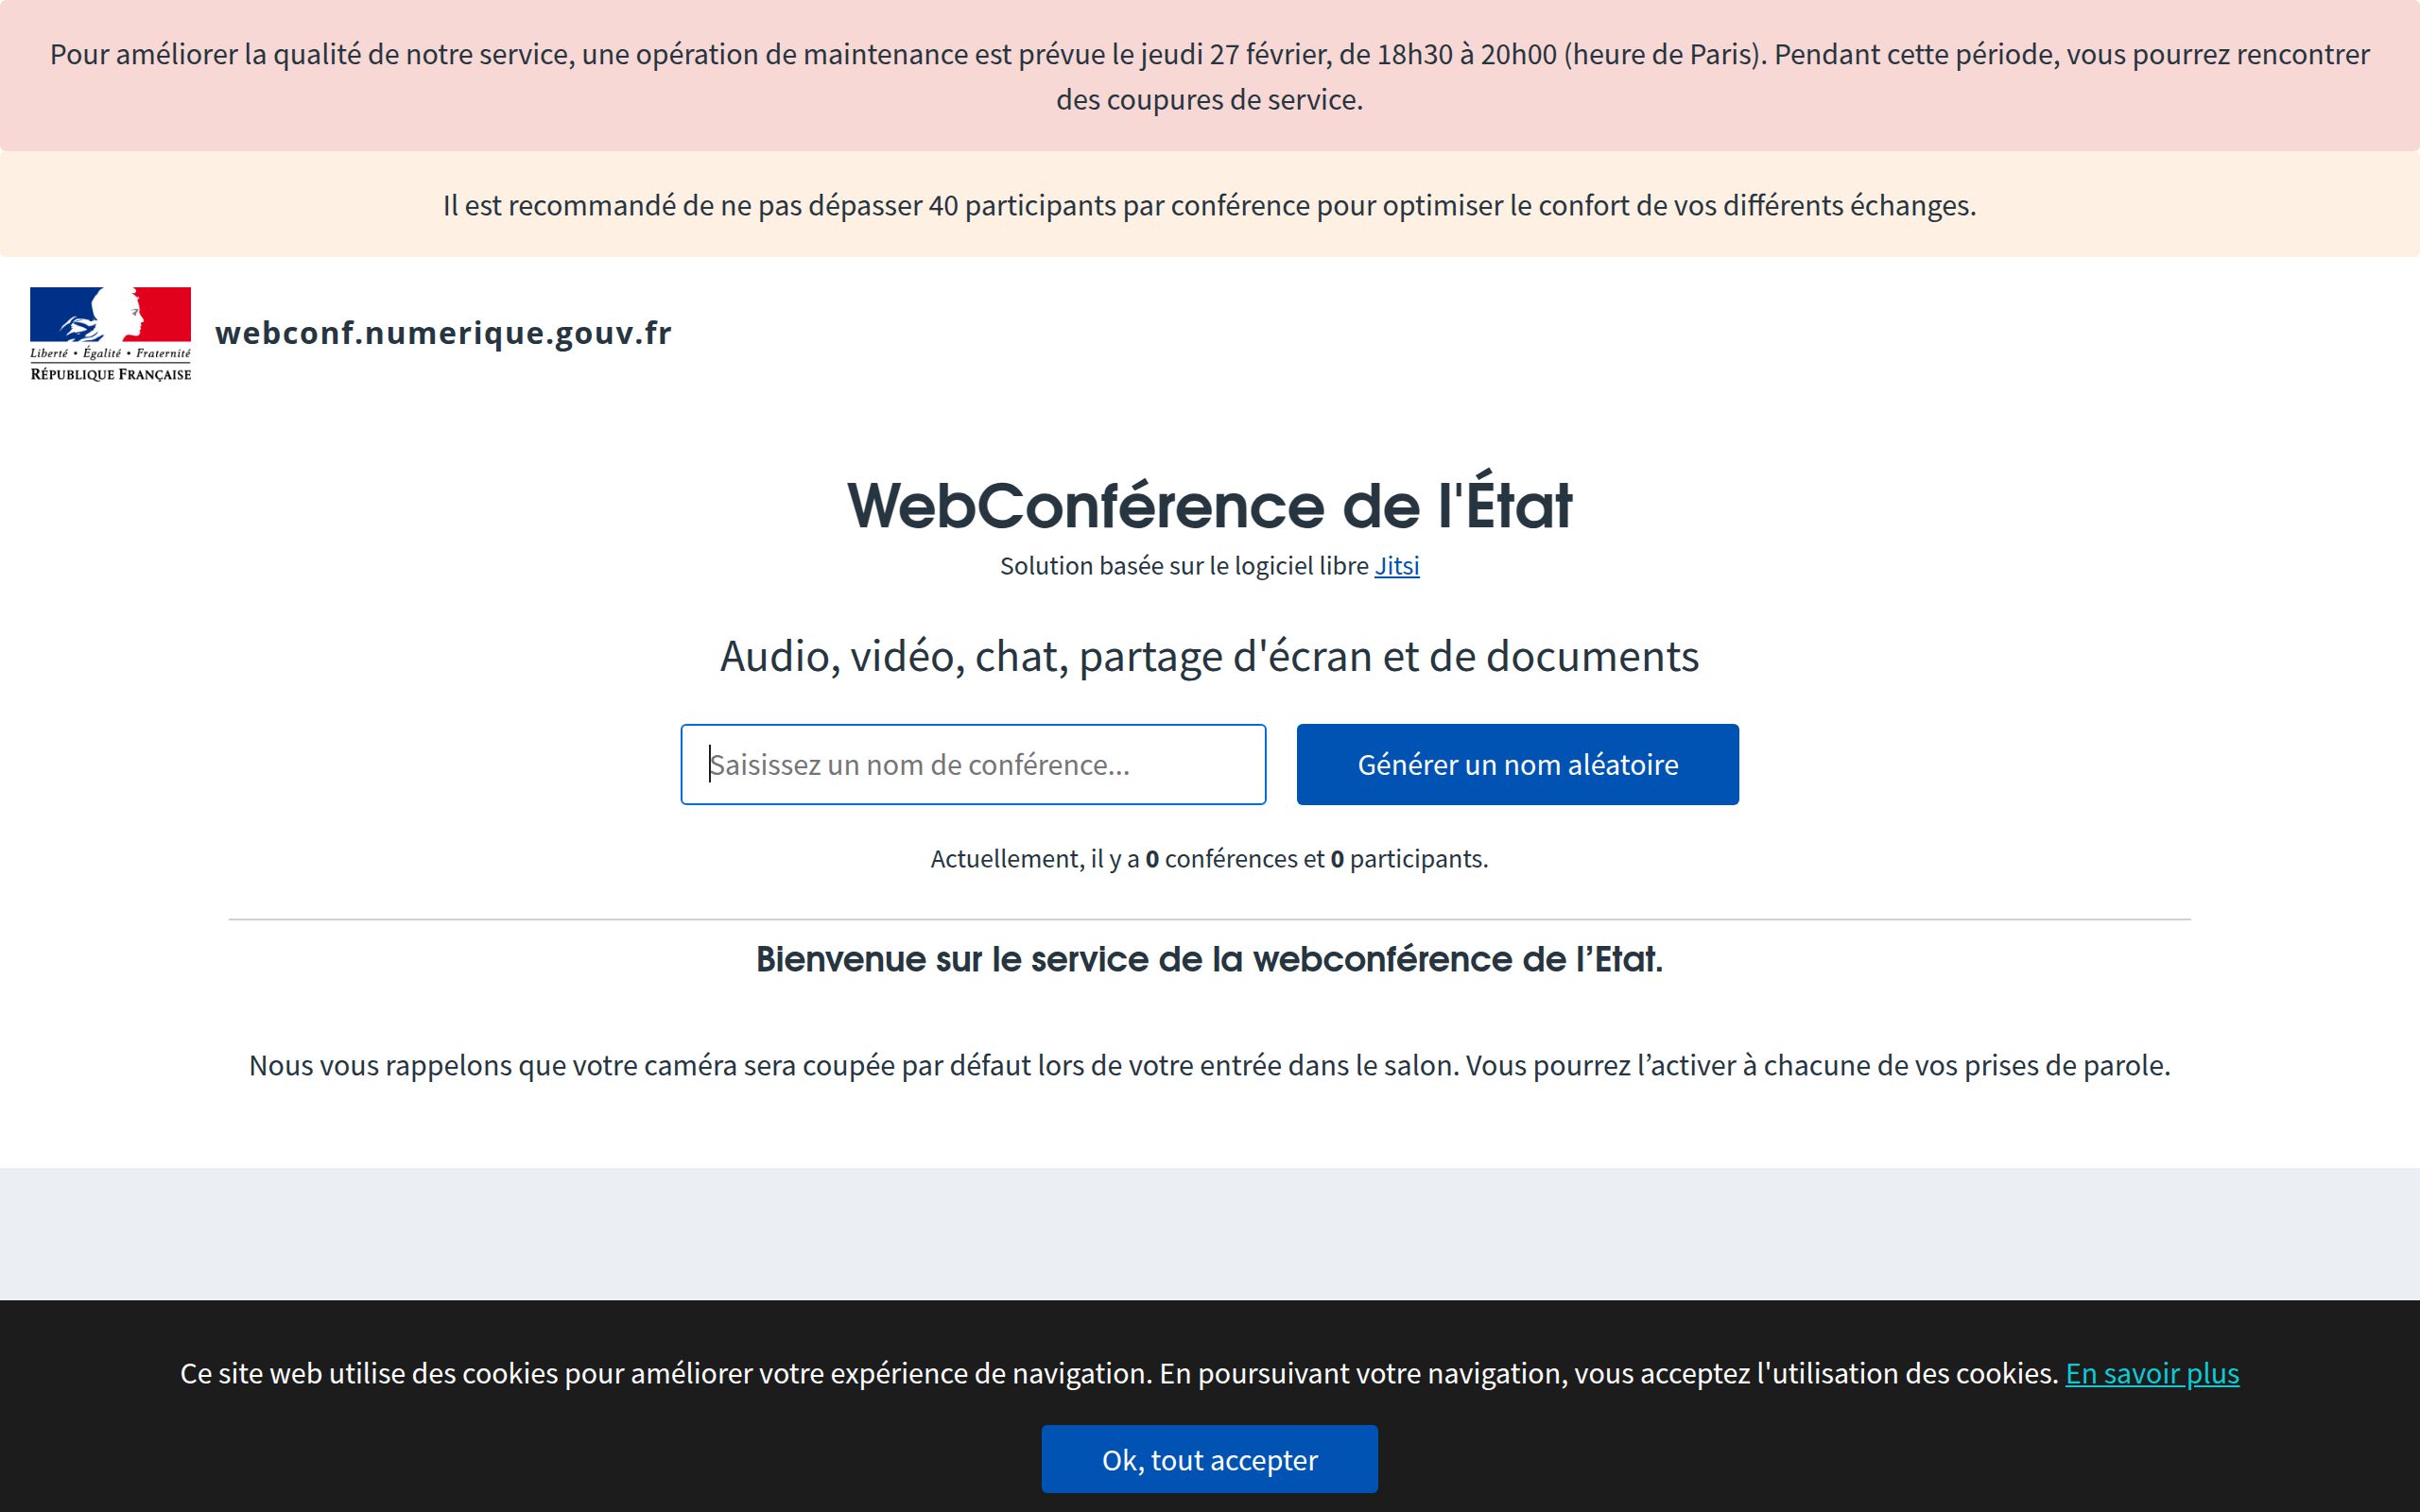 Pour améliorer la qualité de notre service, une opération de maintenance est prévue le jeudi 27 février, de 18h30 à 20h00 (heure de Paris). Pendant cette période, vous pourrez rencontrer
des coupures de service.
Il est recommandé de ne pas dépasser 40 participants par conférence pour optimiser le confort de vos différents échanges.
Liberté • Égalité • Fraternité
RÉPUBLIQUE FRANÇAISE
webconf.numerique.gouv.fr
WebConférence de l'État
Solution basée sur le logiciel libre Jitsi
Audio, vidéo, chat, partage d'écran et de documents
Saisissez un nom de conférence...
Générer un nom aléatoire
Actuellement, il y a 0 conférences et 0 participants.
Bienvenue sur le service de la webconférence de l’Etat.
Nous vous rappelons que votre caméra sera coupée par défaut lors de votre entrée dans le salon. Vous pourrez l’activer à chacune de vos prises de parole.
Ce site web utilise des cookies pour améliorer votre expérience de navigation. En poursuivant votre navigation, vous acceptez l'utilisation des cookies. En savoir plus
Ok, tout accepter